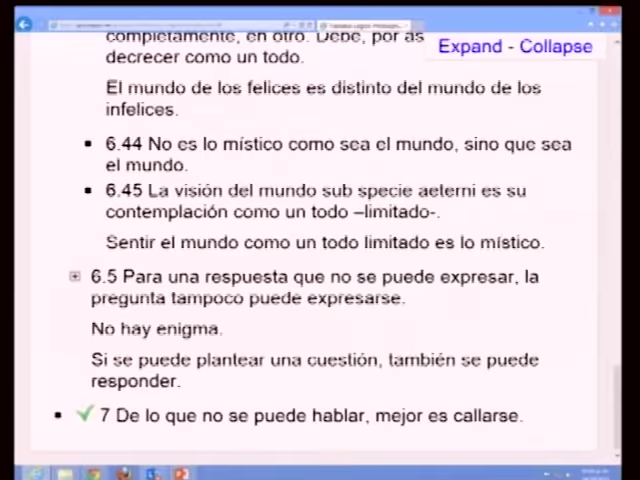 completamente, en otro. Debe, por as
Expand - Collapse
decrecer como un todo.
El mundo de los felices es distinto del mundo de los
infelices.
6.44 No es lo místico como sea el mundo, sino que sea
el mundo.
6.45 La visión del mundo sub specie aeterni es su
contemplación como un todo –limitado-.
Sentir el mundo como un todo limitado es lo místico.
6.5 Para una respuesta que no se puede expresar, la
pregunta tampoco puede expresarse.
No hay enigma.
Si se puede plantear una cuestión, también se puede
responder.
7 De lo que no se puede hablar, mejor es callarse.